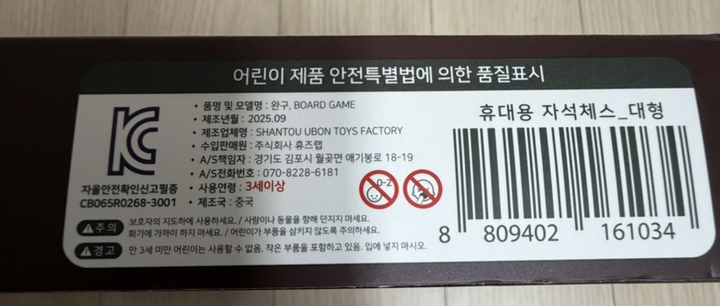 어린이 제품 안전특별법에 의한 품질표시
KC
자율안전확인신고필증
CB065R0268-3001
• 품명 및 모델명 : 완구, BOARD GAME
• 제조년월 : 2025.09
• 제조업체명 : SHANTOU UBON TOYS FACTORY
• 수입판매원 : 주식회사 휴즈랩
• A/S책임자 : 경기도 김포시 월곶면 애기봉로 18-19
• A/S전화번호 : 070-8228-6181
• 사용연령 : 3세이상
• 제조국 : 중국
0-2
주의 보호자의 지도하에 사용하세요. / 사람이나 동물을 향해 던지지 마세요.
화기에 가까이 하지 마세요. / 어린이가 부품을 삼키지 않도록 주의하세요.
경고 만 3세 미만 어린이는 사용할 수 없음. 작은 부품을 포함하고 있음. 입에 넣지 마시오.
휴대용 자석체스_대형
8 809402 161034